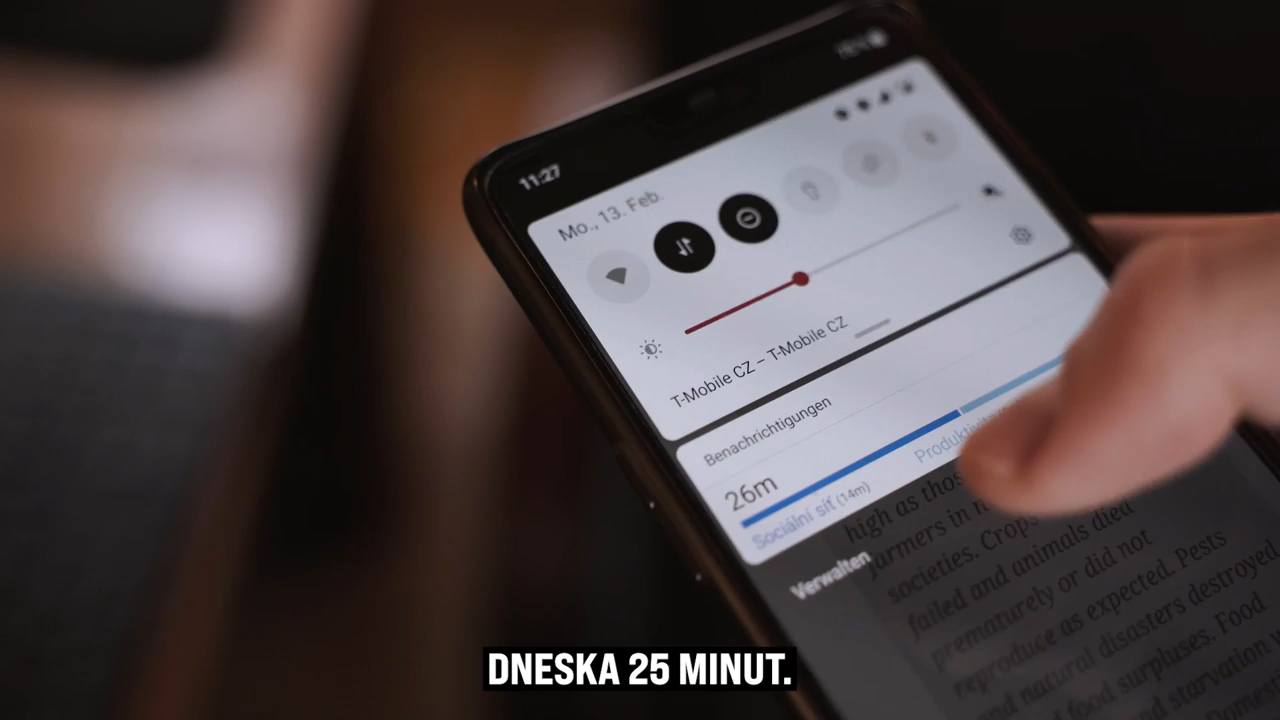 11:27
Mo., 13. Feb.
T-Mobile CZ – T-Mobile CZ
Benachrichtigungen
26m
Produktivi
Sociální síť (14m)
Verwalten
high as thos
farmers in n
societies. Crops
failed and animals died
prematurely or did not
reproduce as expected. Pests
and natural disasters destroyed
food surpluses. Food
and starvation
DNESKA 25 MINUT.